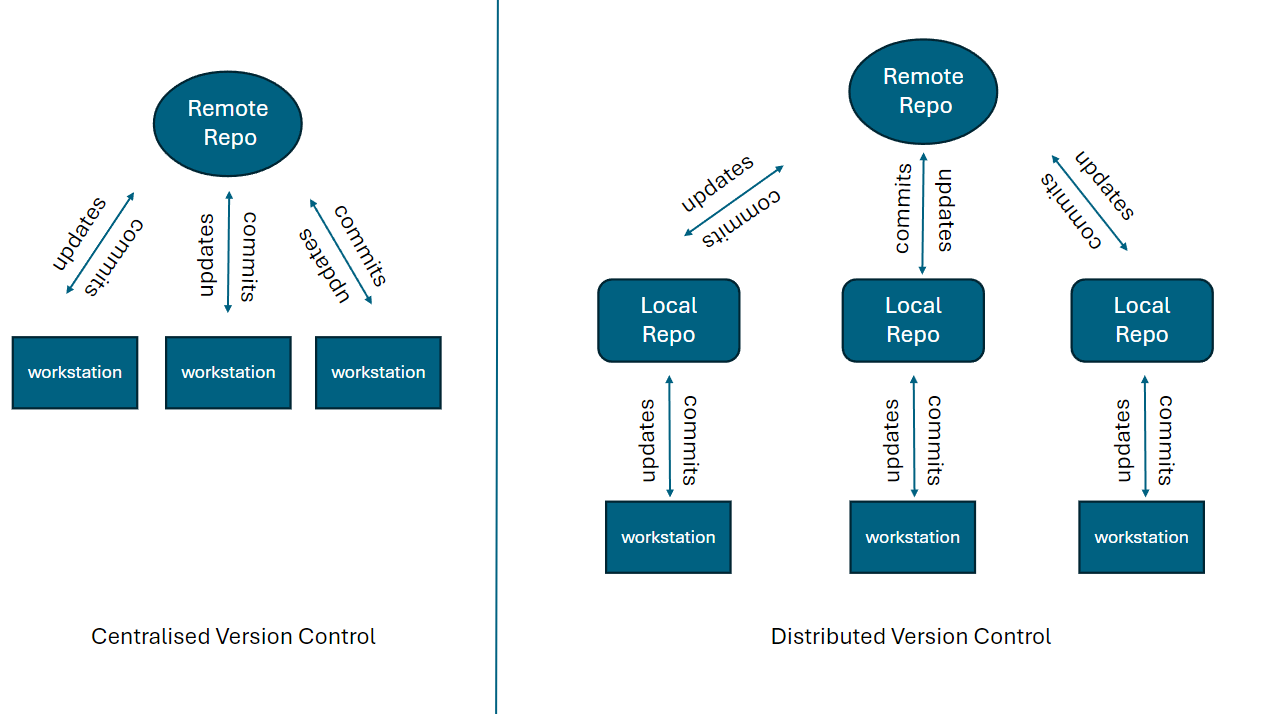 Remote
Repo
updates
commits
updates
commits
commits
updates
workstation
workstation
workstation
Centralised Version Control
Remote
Repo
updates
commits
commits
updates
updates
commits
Local
Repo
Local
Repo
Local
Repo
updates
commits
updates
commits
updates
commits
workstation
workstation
workstation
Distributed Version Control